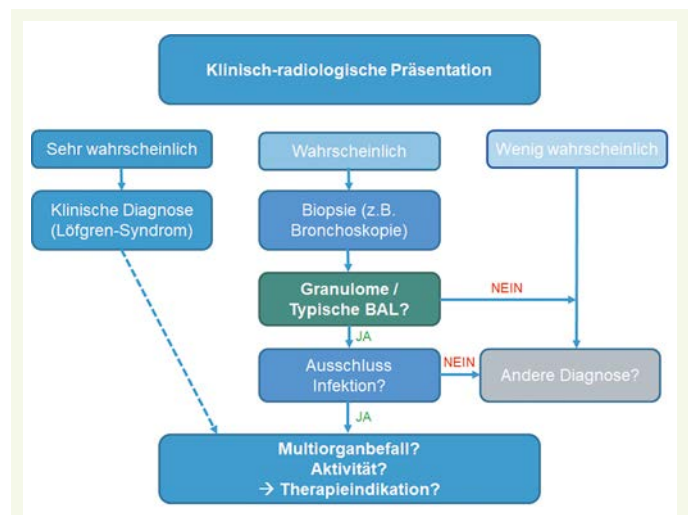 Klinisch-radiologische Präsentation
Sehr wahrscheinlich
Wahrscheinlich
Wenig wahrscheinlich
Klinische Diagnose
(Löfgren-Syndrom)
Biopsie (z.B.
Bronchoskopie)
Granulome /
Typische BAL?
NEIN
JA
Ausschluss
Infektion?
NEIN
Andere Diagnose?
JA
Multiorganbefall?
Aktivität?
→ Therapieindikation?